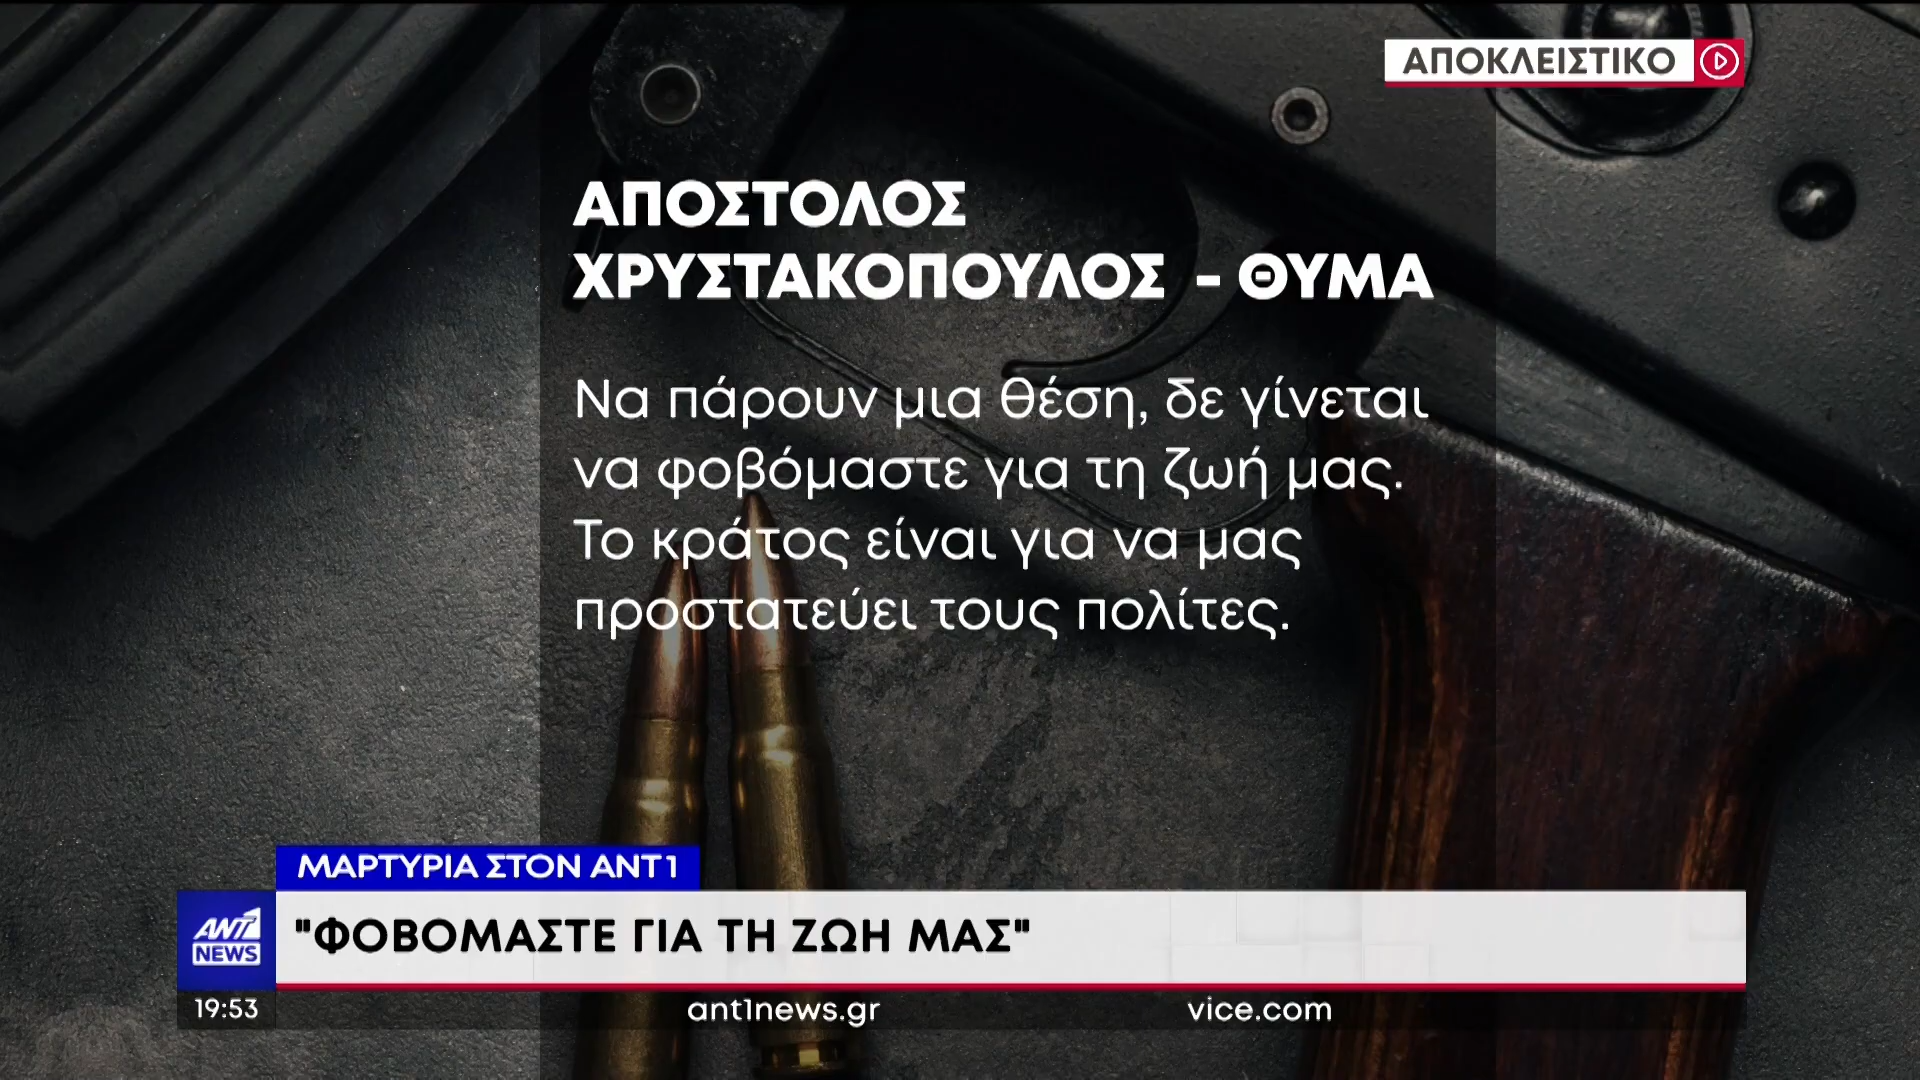 ΑΠΟΚΛΕΙΣΤΙΚΟ
ΑΠΟΣΤΟΛΟΣ
ΧΡΥΣΤΑΚΟΠΟΥΛΟΣ - ΘΥΜΑ
Να πάρουν μια θέση, δε γίνεται
να φοβόμαστε για τη ζωή μας.
Το κράτος είναι για να μας
προστατεύει τους πολίτες.
ΜΑΡΤΥΡΙΑ ΣΤΟΝ ΑΝΤ1
ANT1
NEWS
"ΦΟΒΟΜΑΣΤΕ ΓΙΑ ΤΗ ΖΩΗ ΜΑΣ"
19:53
ant1news.gr
vice.com